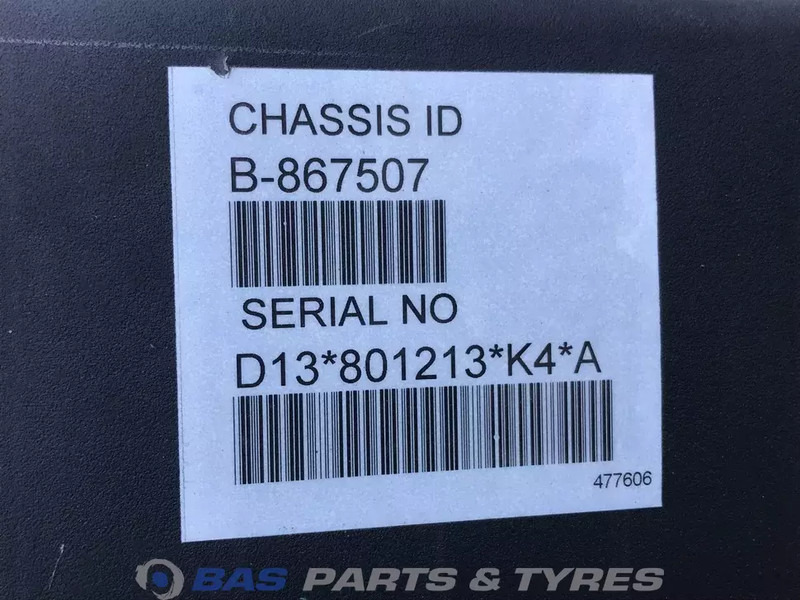 CHASSIS ID
B-867507
SERIAL NO
D13*801213*K4*A
477606
BAS PARTS & TYRES